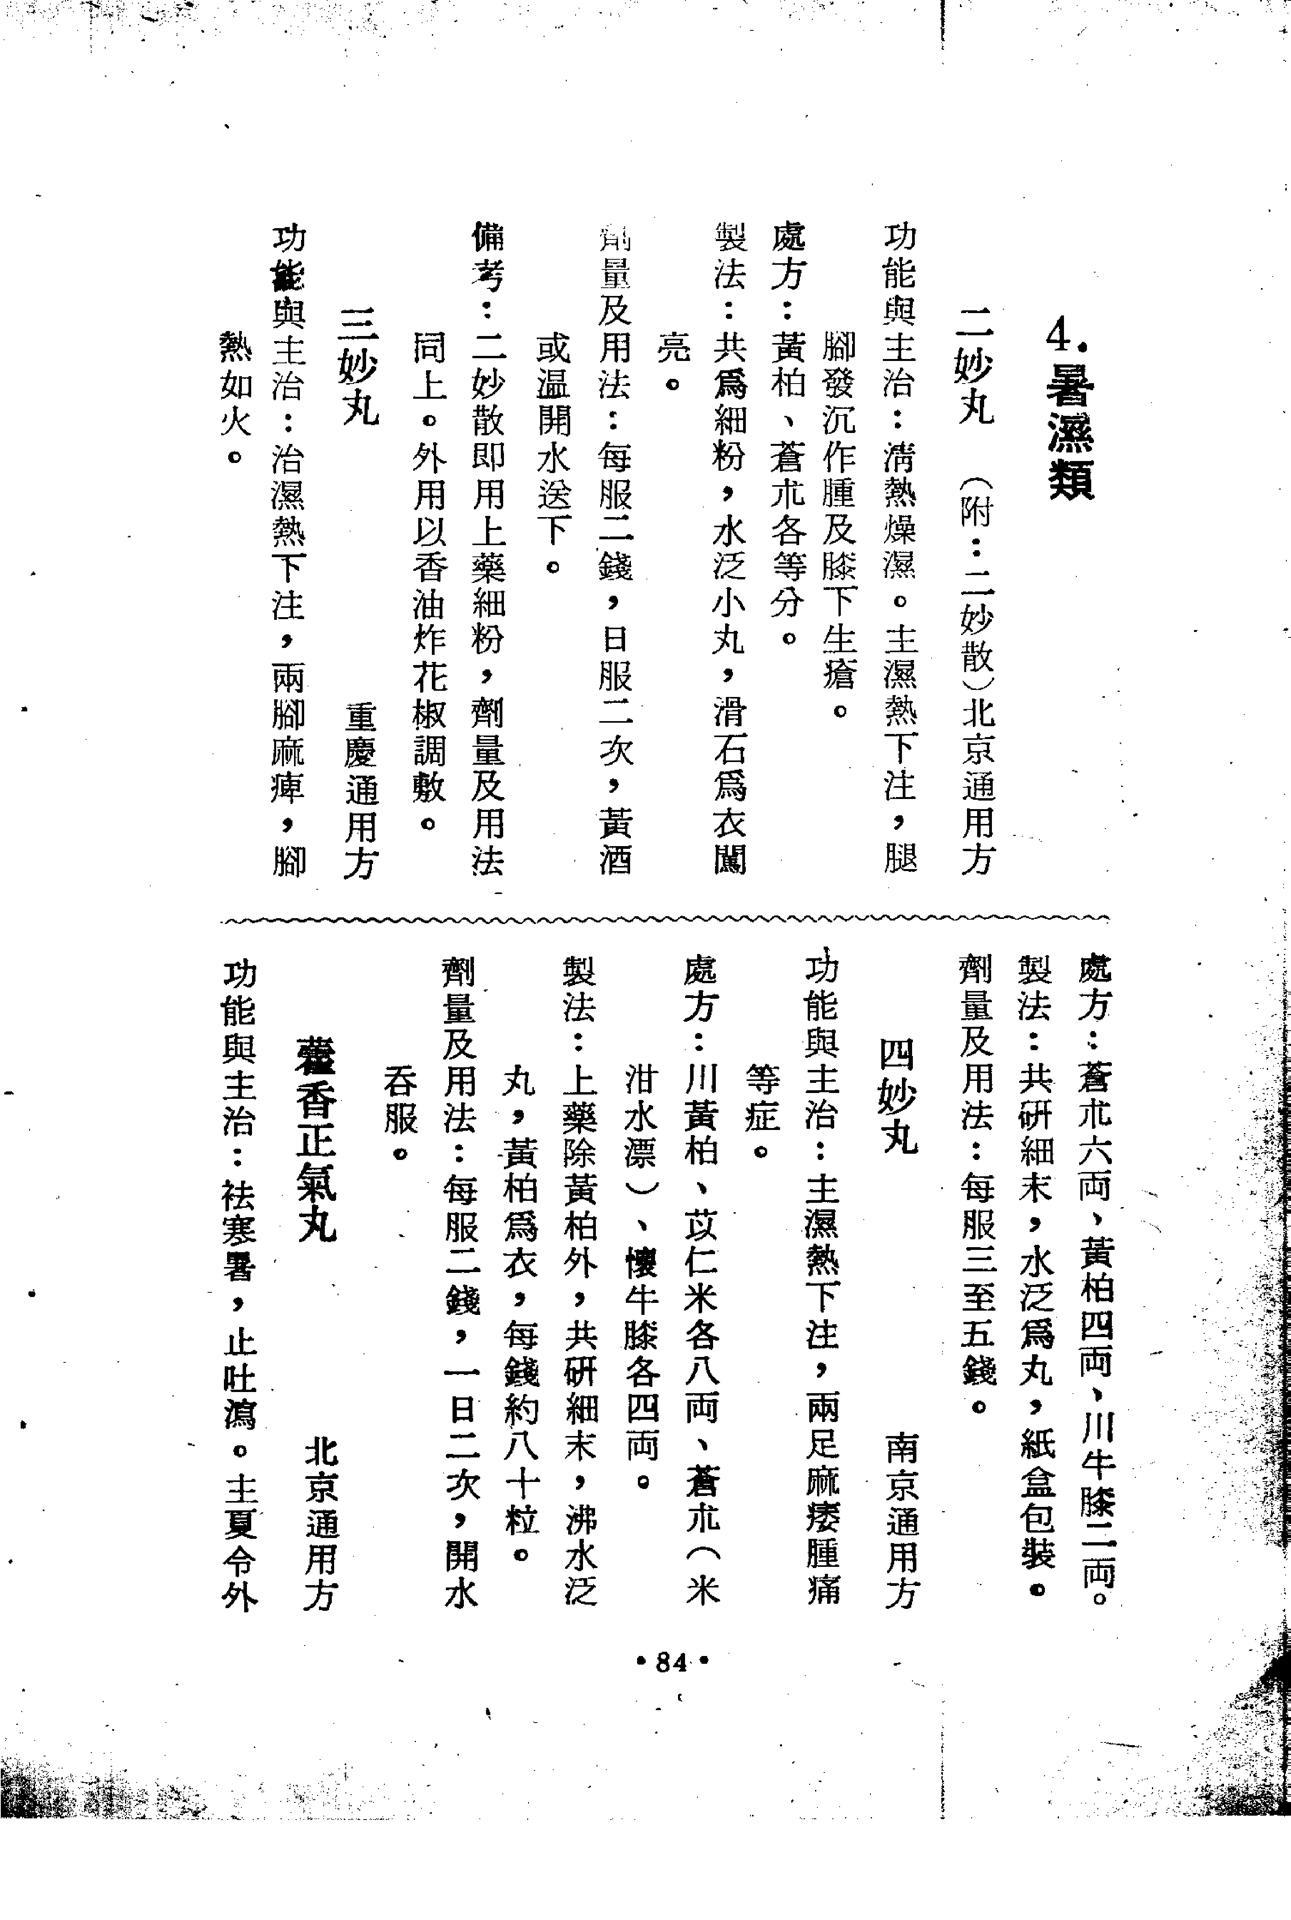 4.暑濕類
二妙丸 （附：二妙散）北京通用方
功能與主治：清熱燥濕。主濕熱下注，腿
腳發沉作腫及膝下生瘡。
處方：黃柏、蒼朮各等分。
製法：共爲細粉，水泛小丸，滑石爲衣闖
亮。
劑量及用法：每服二錢，日服二次，黃酒
或温開水送下。
備考：二妙散即用上藥細粉，劑量及用法
同上。外用以香油炸花椒調敷。
三妙丸 重慶通用方
功能與主治：治濕熱下注，兩腳麻痺，腳
熱如火。
處方：蒼朮六両、黃柏四両、川牛膝二両。
製法：共研細末，水泛爲丸，紙盒包裝。
劑量及用法：每服三至五錢。
四妙丸 南京通用方
功能與主治：主濕熱下注，兩足麻痿腫痛
等症。
處方：川黃柏、苡仁米各八両、蒼朮（米
泔水漂）、懷牛膝各四両。
製法：上藥除黃柏外，共研細末，沸水泛
丸，黃柏爲衣，每錢約八十粒。
劑量及用法：每服二錢，一日二次，開水
吞服。
藿香正氣丸 北京通用方
功能與主治：祛寒暑，止吐瀉。主夏令外
•84•